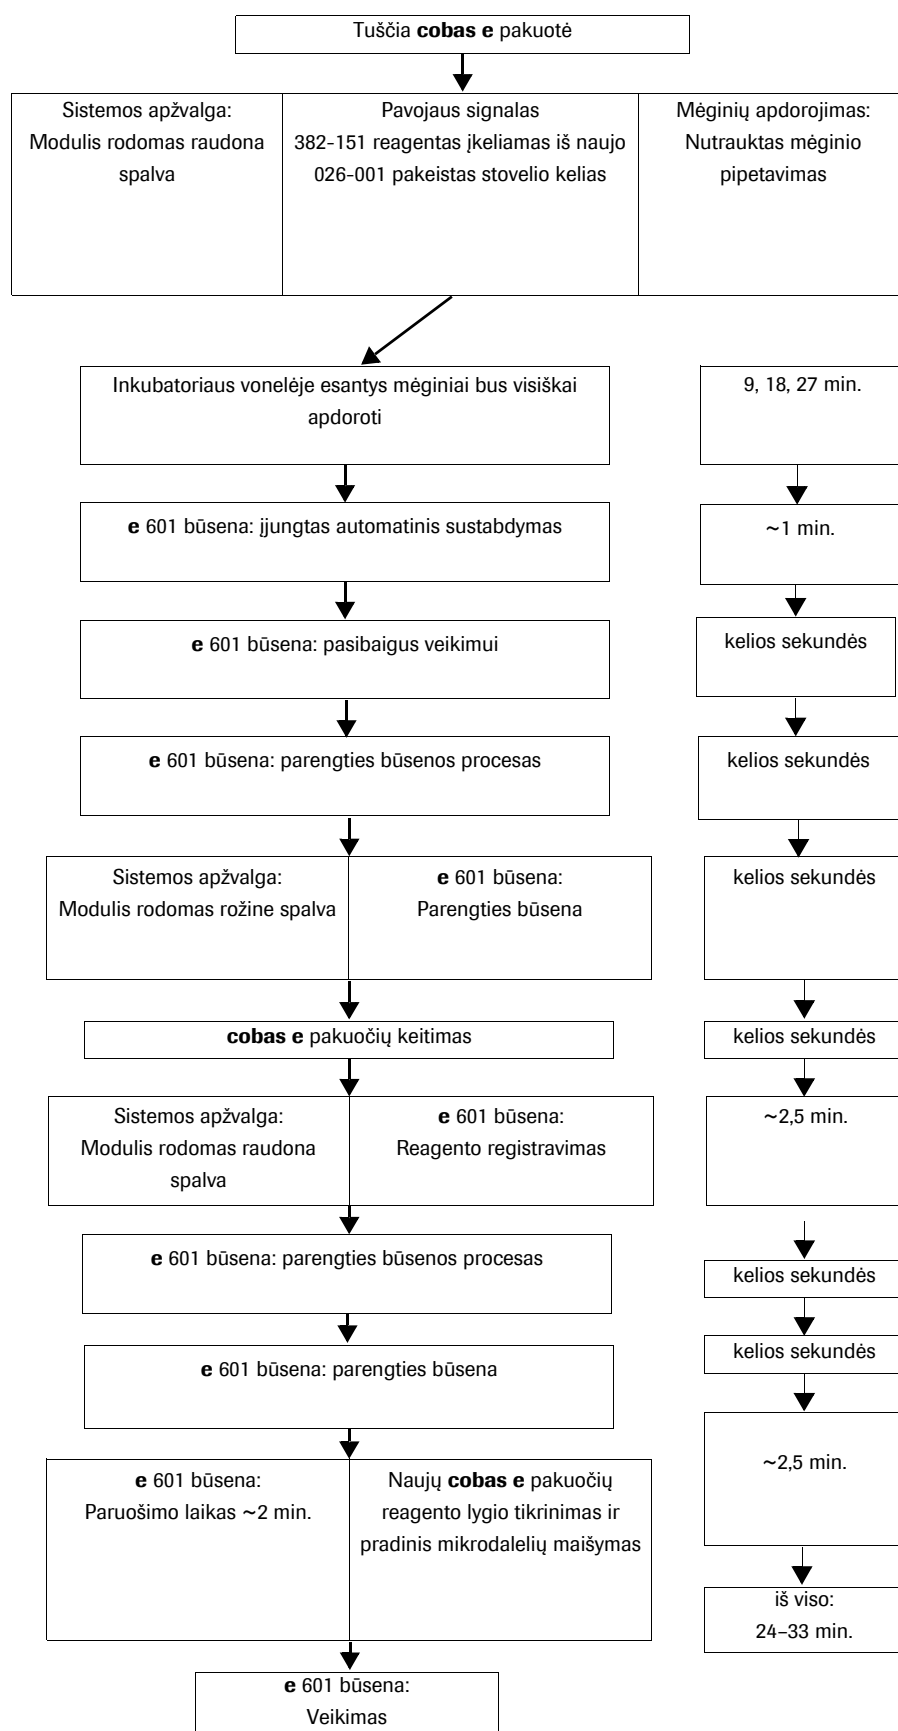 Tuščia cobas e pakuotė
Sistemos apžvalga:
Modulis rodomas raudona
spalva
Pavojaus signalas
382-151 reagentas įkeliamas iš naujo
026-001 pakeistas stovelio kelias
Mėginių apdorojimas:
Nutrauktas mėginio
pipetavimas
Inkubatoriaus vonelėje esantys mėginiai bus visiškai
apdoroti
9, 18, 27 min.
e 601 būsena: įjungtas automatinis sustabdymas
~1 min.
e 601 būsena: pasibaigus veikimui
kelios sekundės
e 601 būsena: parengties būsenos procesas
kelios sekundės
Sistemos apžvalga:
Modulis rodomas rožine spalva
e 601 būsena:
Parengties būsena
kelios sekundės
cobas e pakuočių keitimas
kelios sekundės
Sistemos apžvalga:
Modulis rodomas raudona
spalva
e 601 būsena:
Reagento registravimas
~2,5 min.
e 601 būsena: parengties būsenos procesas
kelios sekundės
e 601 būsena: parengties būsena
kelios sekundės
e 601 būsena:
Paruošimo laikas ~2 min.
Naujų cobas e pakuočių
reagento lygio tikrinimas ir
pradinis mikrodalelių maišymas
~2,5 min.
iš viso:
24–33 min.
e 601 būsena:
Veikimas